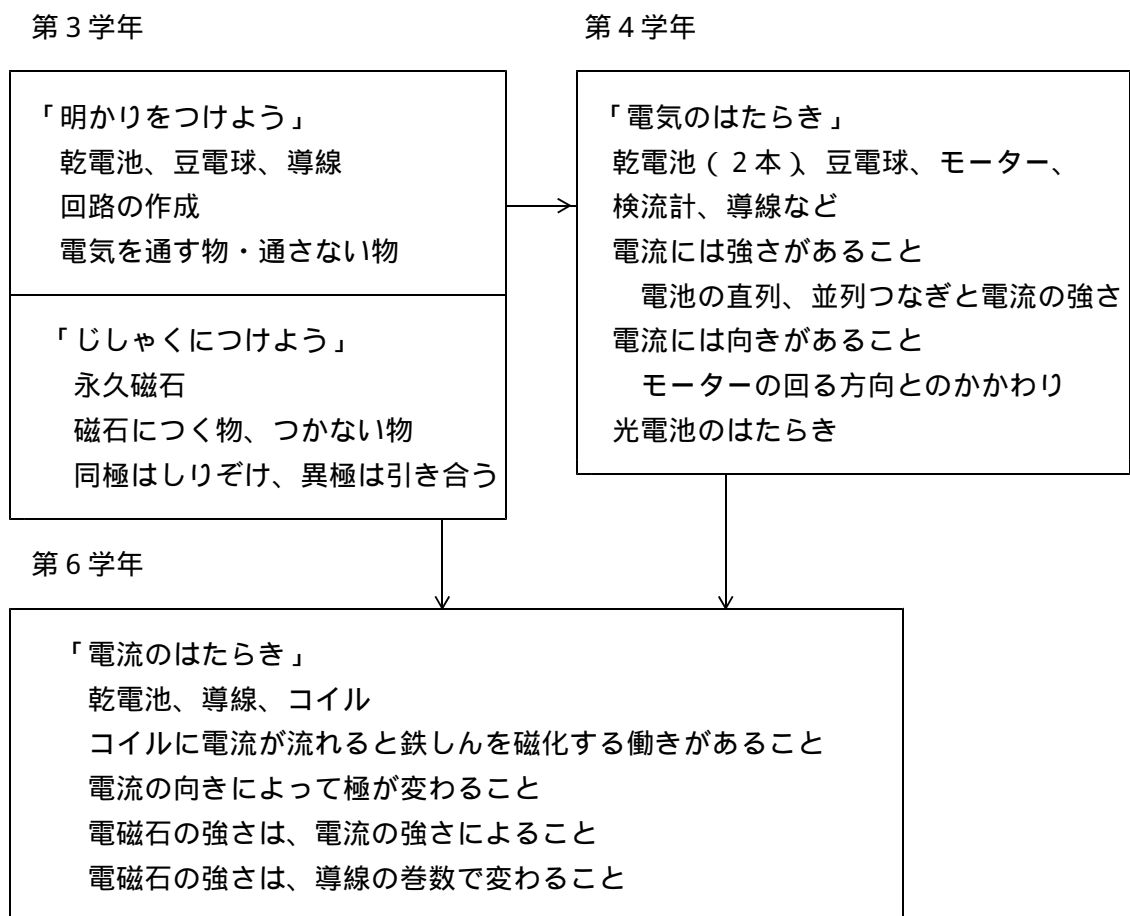 第3学年
「明かりをつけよう」
乾電池、豆電球、導線
回路の作成
電気を通す物・通さない物
「じしゃくにつけよう」
永久磁石
磁石につく物、つかない物
同極はしりぞけ、異極は引き合う
第4学年
「電気のはたらき」
乾電池(2本)、豆電球、モーター、
検流計、導線など
電流には強さがあること
電池の直列、並列つなぎと電流の強さ
電流には向きがあること
モーターの回る方向とのかかわり
光電池のはたらき
第6学年
「電流のはたらき」
乾電池、導線、コイル
コイルに電流が流れると鉄しんを磁化する働きがあること
電流の向きによって極が変わること
電磁石の強さは、電流の強さによること
電磁石の強さは、導線の巻数で変わること